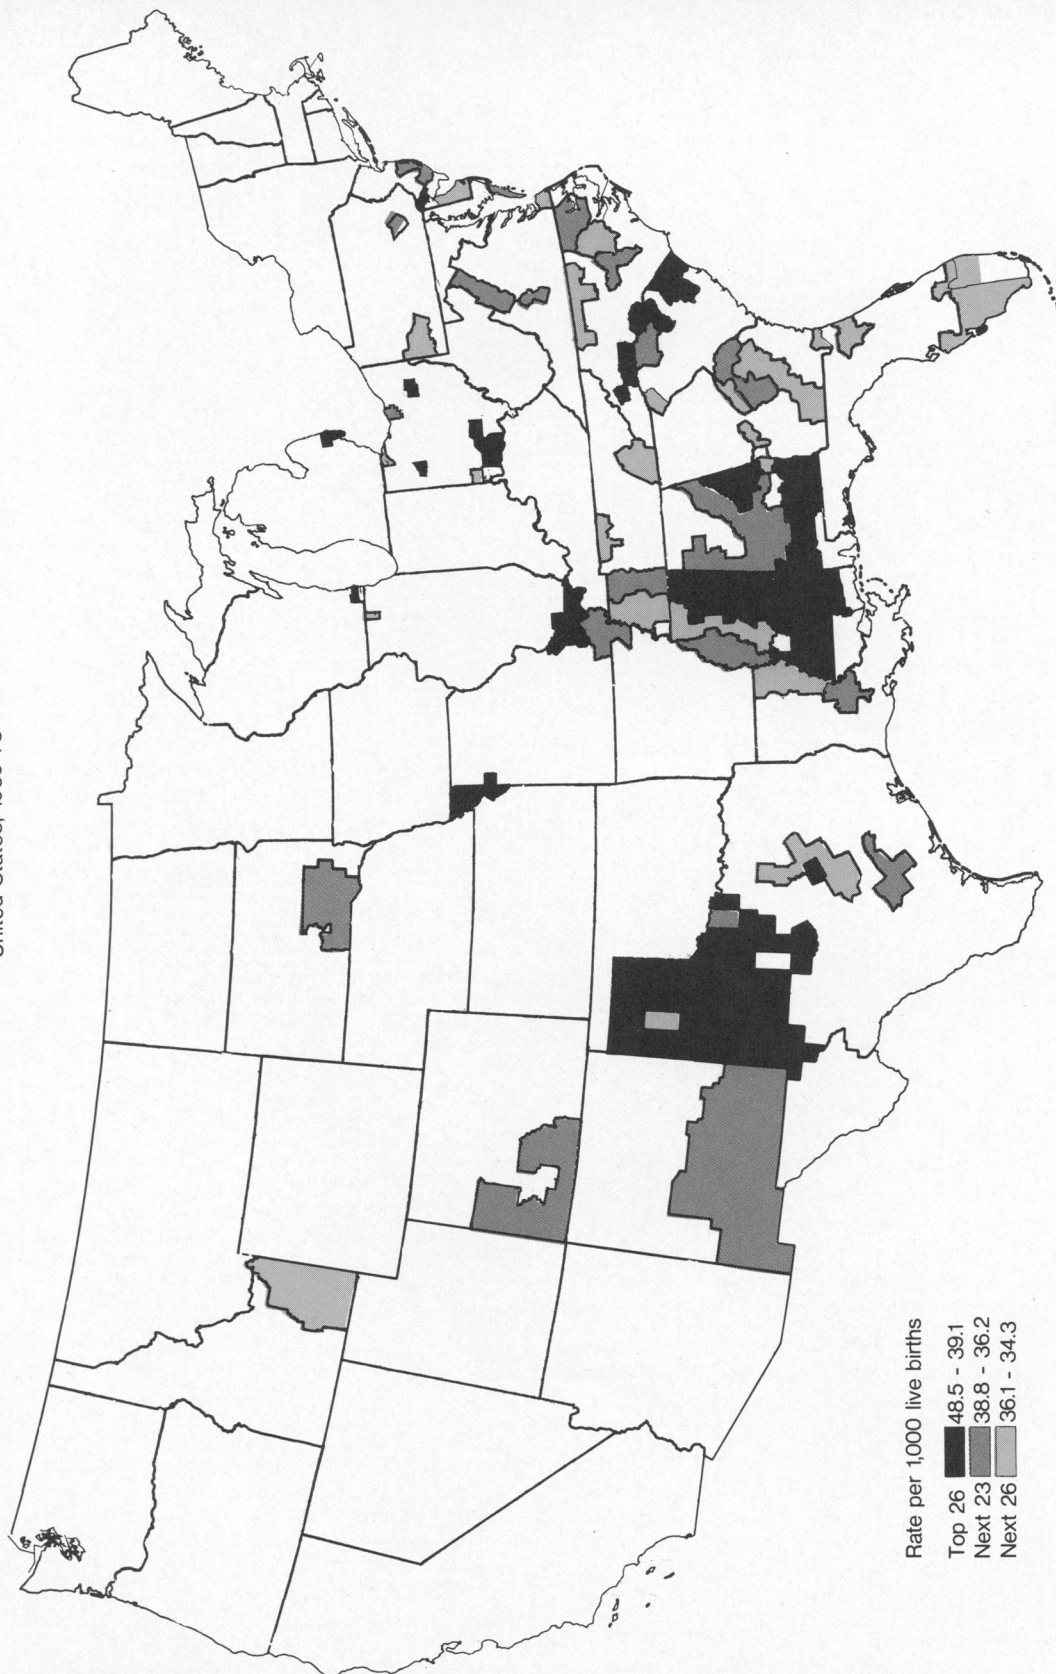 Rate per 1,000 live births
Top 26 48.5 - 39.1
Next 23 38.8 - 36.2
Next 26 36.1 - 34.3